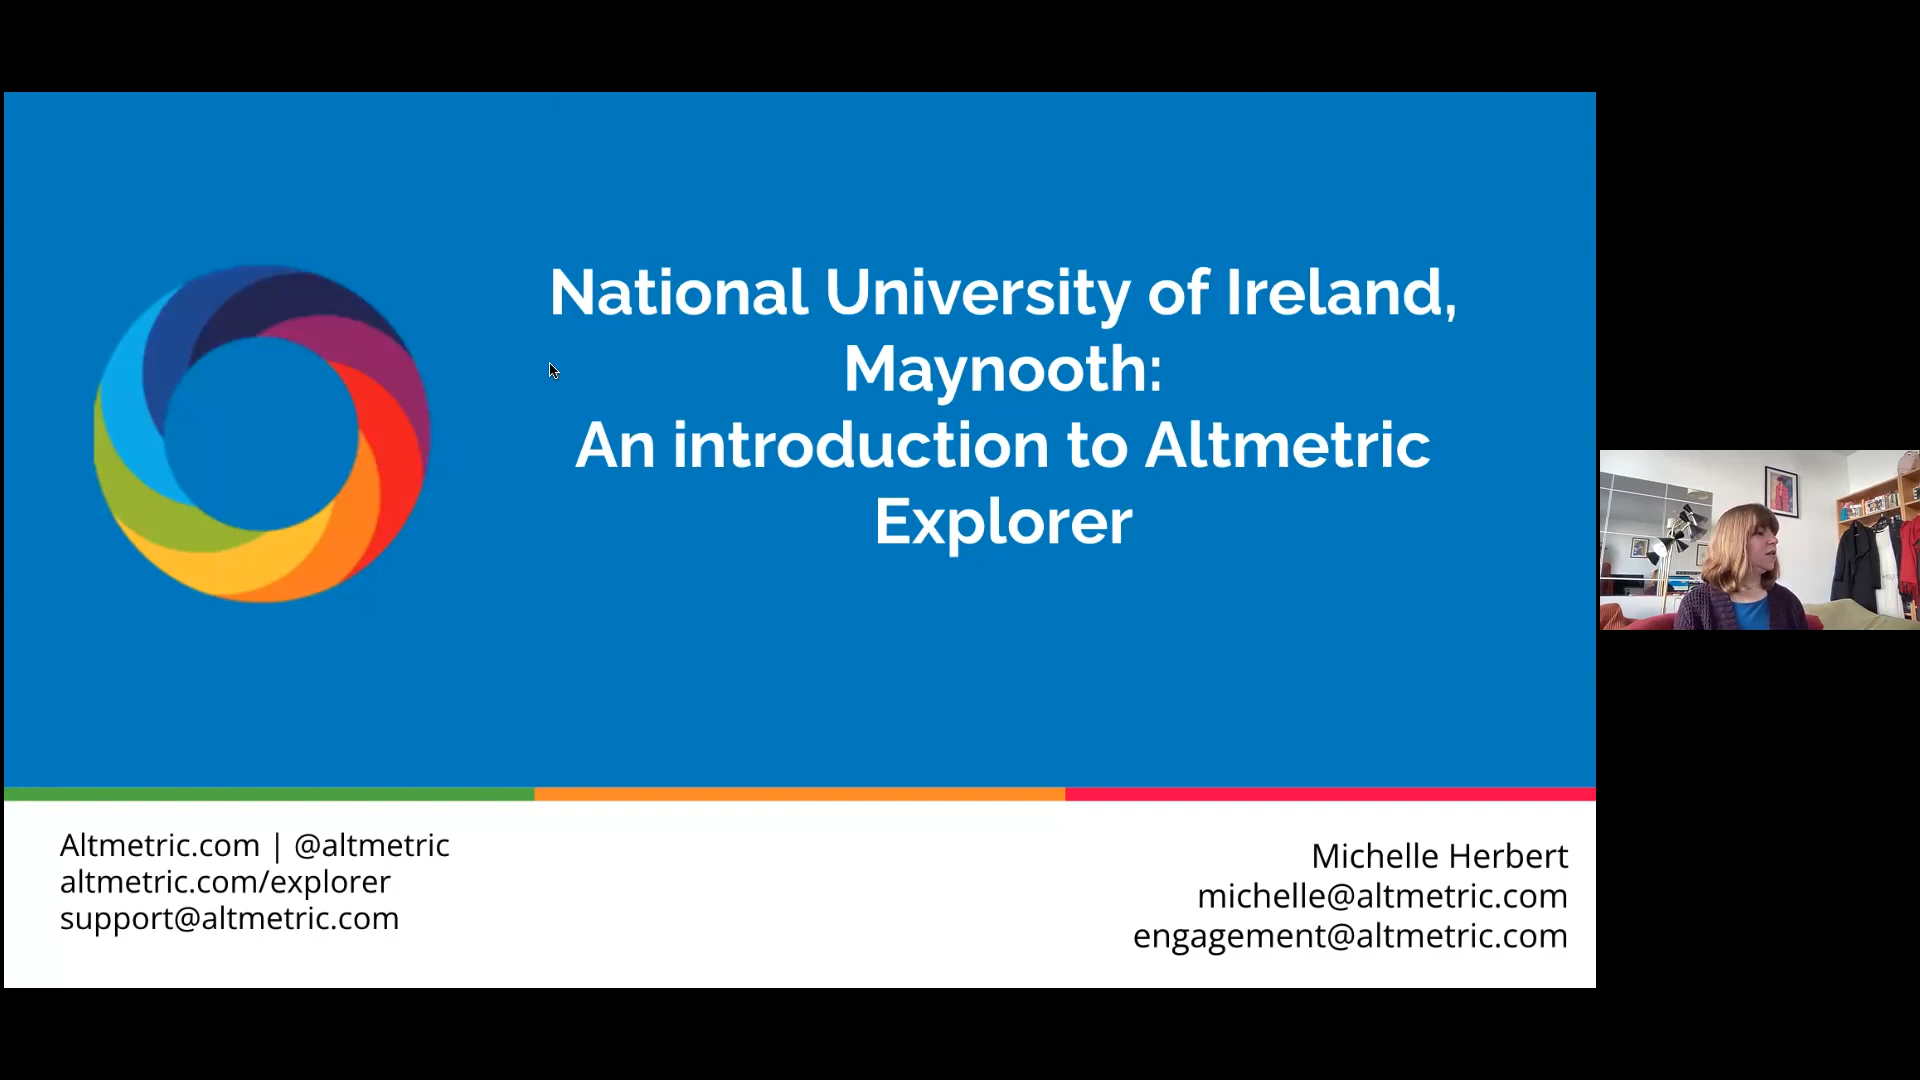 National University of Ireland,
Maynooth:
An introduction to Altmetric
Explorer
Altmetric.com | @altmetric
altmetric.com/explorer
support@altmetric.com
Michelle Herbert
michelle@altmetric.com
engagement@altmetric.com